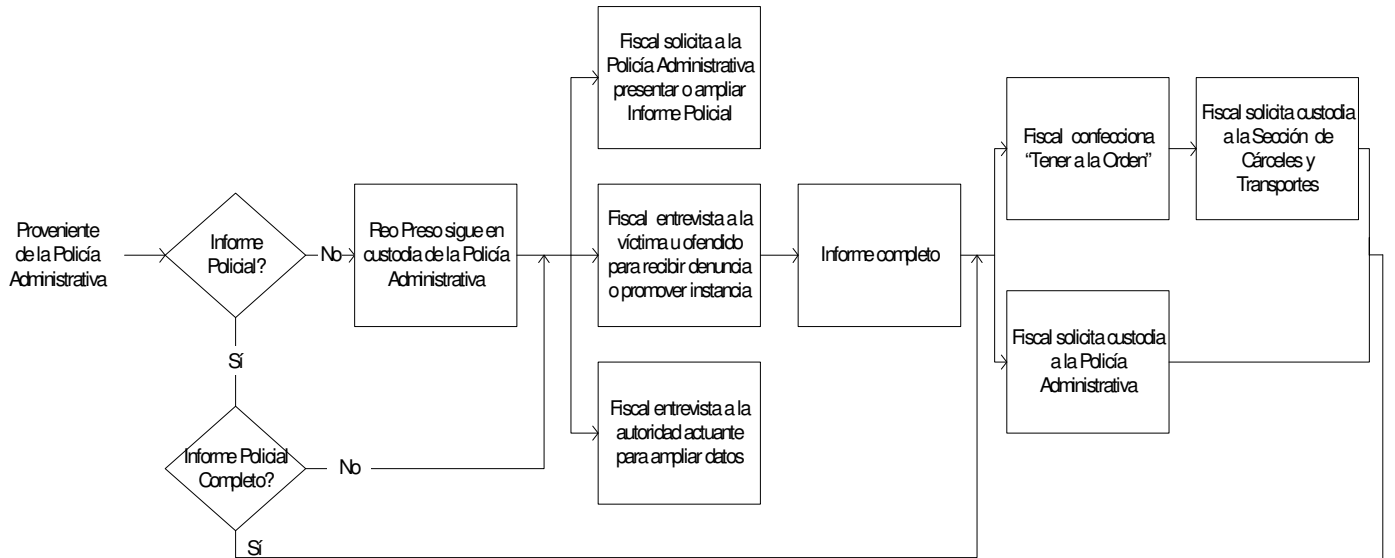 Fiscal solicita a la
Policía Administrativa
presentar o ampliar
Informe Policial
Fiscal confecciona
“Tener a la Orden”
Fiscal solicita custodia
a la Sección de
Cárceles y
Transportes
Proveniente
de la Policía
Administrativa
Informe
Policial?
No
Reo Preso sigue en
custodia de la Policía
Administrativa
Fiscal entrevista a la
víctima u ofendido
para recibir denuncia
o promover instancia
Informe completo
Fiscal solicita custodia
a la Policía
Administrativa
Sí
Fiscal entrevista a la
autoridad actuante
para ampliar datos
Informe Policial
Completo?
No
Sí